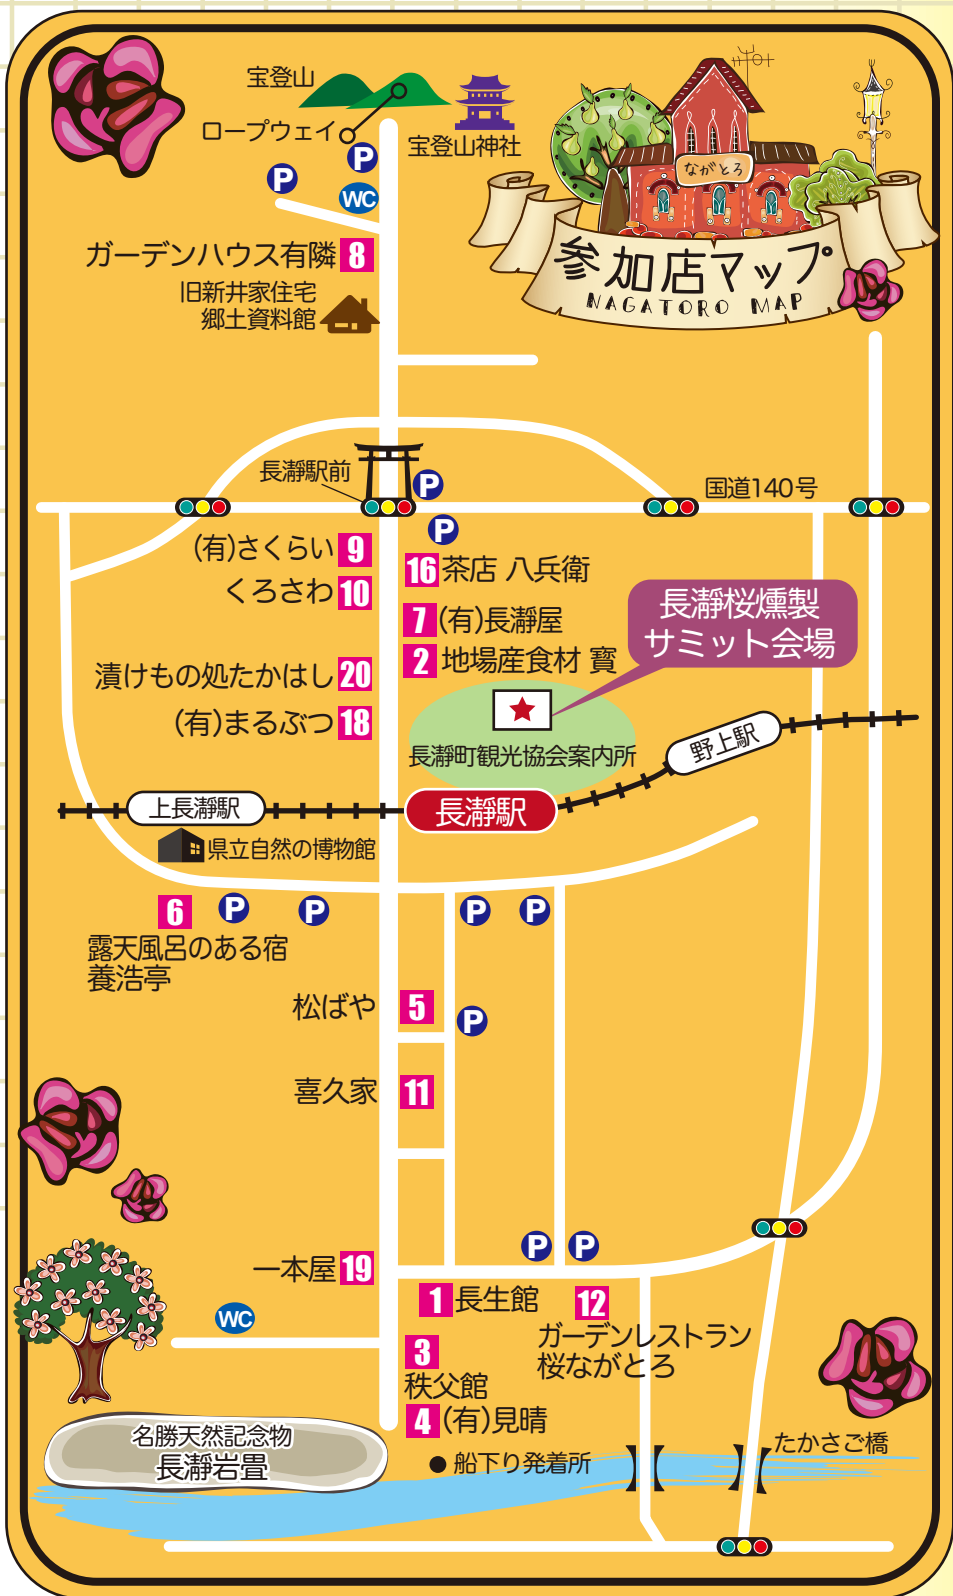 宝登山
ロープウェイ
宝登山神社
ながとろ
参加店マップ
NAGATORO MAP
P
P
WC
ガーデンハウス有隣 8
旧新井家住宅
郷土資料館
長瀞駅前
P
国道140号
P
(有)さくらい 9
16 茶店 八兵衛
くろさわ 10
7 (有)長瀞屋
長瀞桜燻製
サミット会場
2 地場産食材 寳
漬けもの処たかはし 20
(有)まるぶつ 18
長瀞町観光協会案内所
野上駅
上長瀞駅
長瀞駅
県立自然の博物館
6
P
P
P
P
露天風呂のある宿
養浩亭
松ばや 5
P
喜久家 11
P
P
一本屋 19
1 長生館
12
ガーデンレストラン
桜ながとろ
WC
3
秩父館
4 (有)見晴
名勝天然記念物
長瀞岩畳
● 船下り発着所
たかさご橋